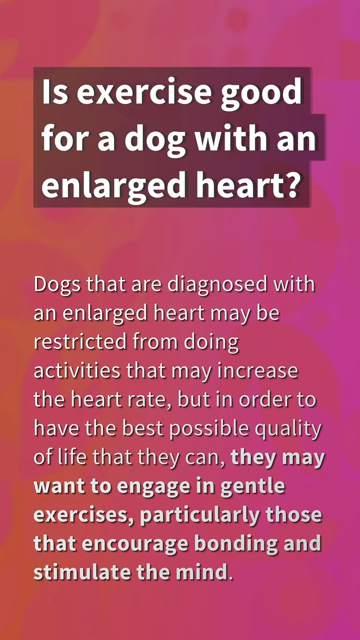 Is exercise good
for a dog with an
enlarged heart?
Dogs that are diagnosed with
an enlarged heart may be
restricted from doing
activities that may increase
the heart rate, but in order to
have the best possible quality
of life that they can, they may
want to engage in gentle
exercises, particularly those
that encourage bonding and
stimulate the mind.